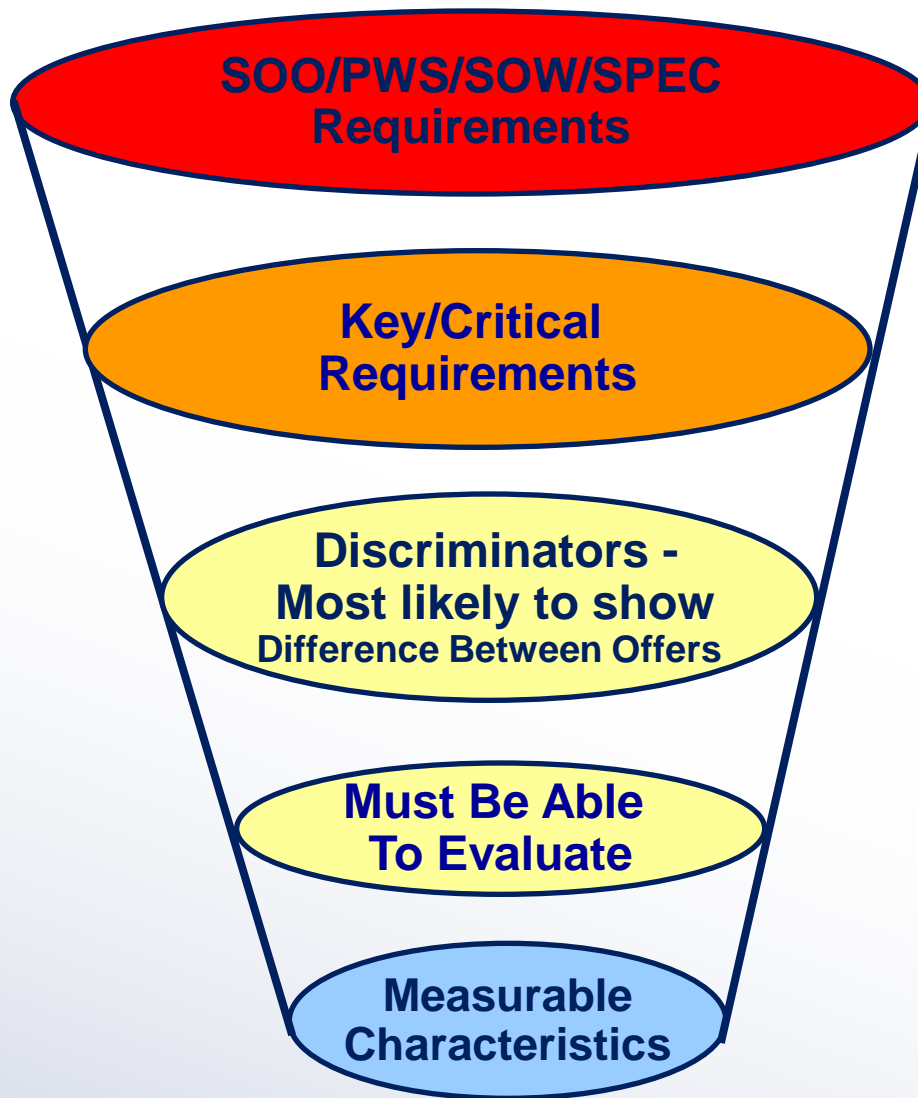 SOO/PWS/SOW/SPEC
Requirements
Key/Critical
Requirements
Discriminators -
Most likely to show
Difference Between Offers
Must Be Able
To Evaluate
Measurable
Characteristics